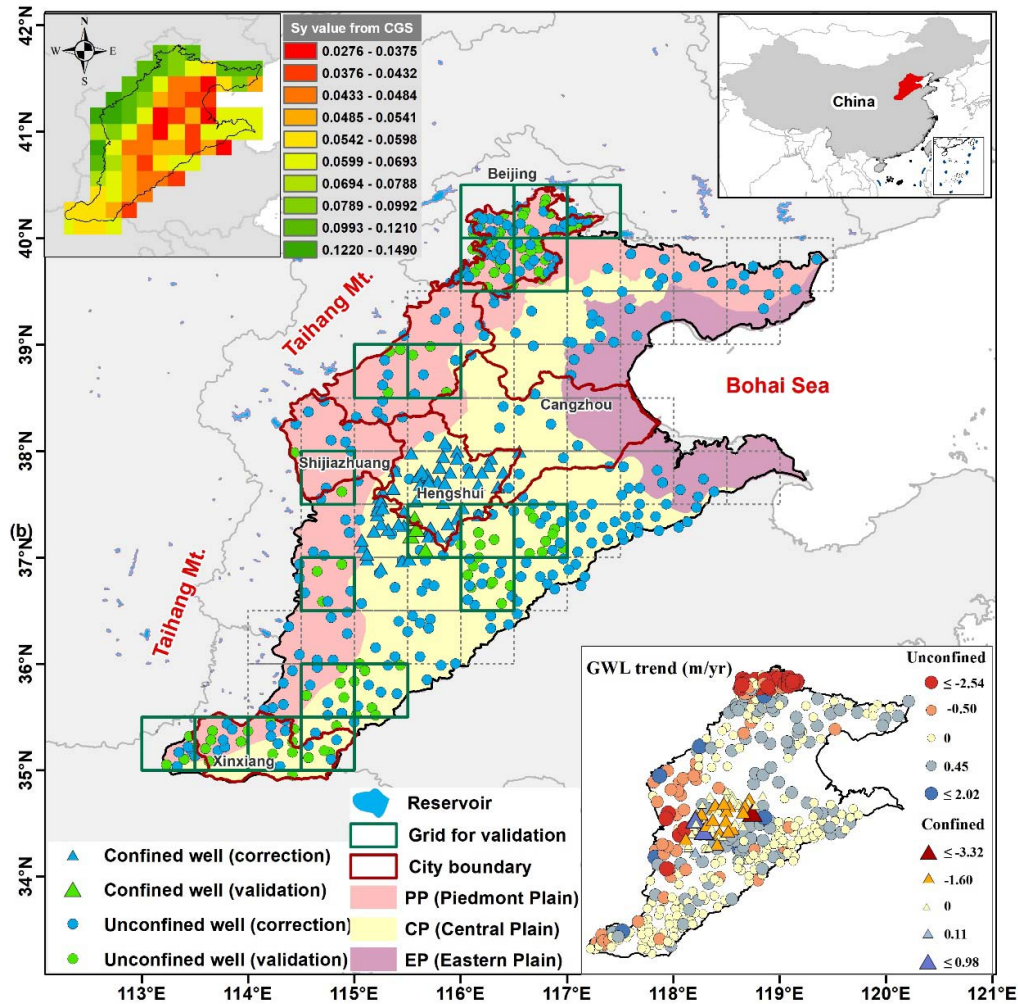 42°N
41°N
40°N
39°N
38°N
37°N
36°N
35°N
34°N
(b)
N
W
E
S
Sy value from CGS
0.0276 - 0.0375
0.0376 - 0.0432
0.0433 - 0.0484
0.0485 - 0.0541
0.0542 - 0.0598
0.0599 - 0.0693
0.0694 - 0.0788
0.0789 - 0.0992
0.0993 - 0.1210
0.1220 - 0.1490
China
Beijing
Taihang Mt.
Bohai Sea
Cangzhou
Shijiazhuang
Hengshui
Taihang Mt.
Xinxiang
Confined well (correction)
Confined well (validation)
Unconfined well (correction)
Unconfined well (validation)
Reservoir
Grid for validation
City boundary
PP (Piedmont Plain)
CP (Central Plain)
EP (Eastern Plain)
GWL trend (m/yr)
Unconfined
≤ -2.54
-0.50
0
0.45
≤ 2.02
Confined
≤ -3.32
-1.60
0
0.11
≤ 0.98
113°E
114°E
115°E
116°E
117°E
118°E
119°E
120°E
121°E